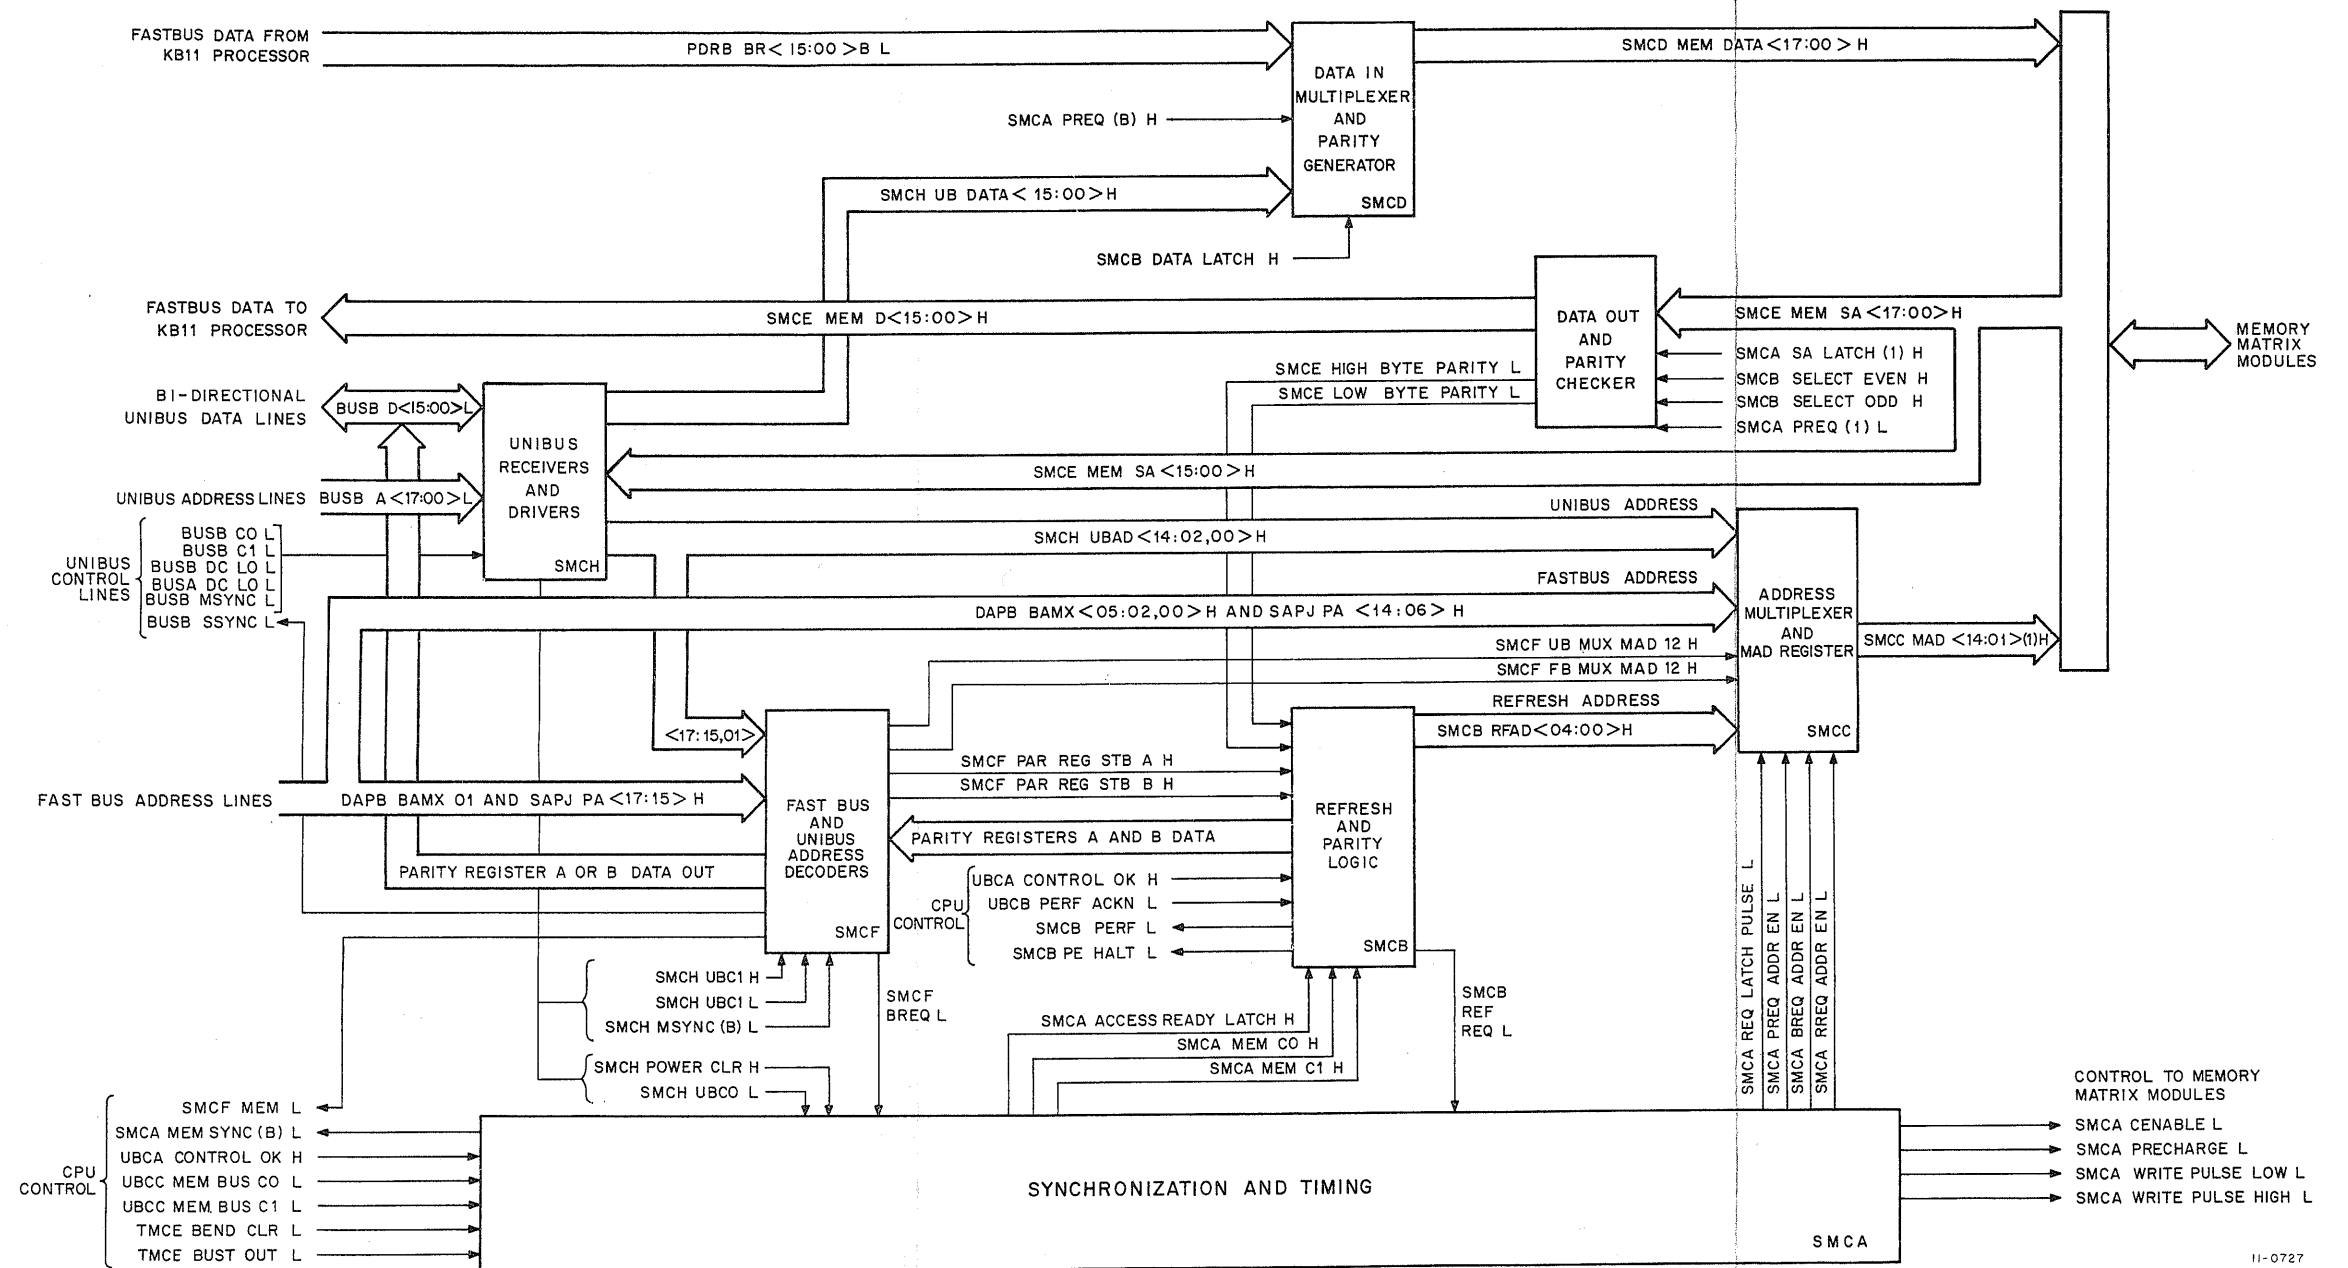 FASTBUS DATA FROM
KB11 PROCESSOR
PDRB BR<15:00>B L
DATA IN
MULTIPLEXER
AND
PARITY
GENERATOR
SMCD
SMCD MEM DATA<17:00>H
SMCA PREQ (B) H
SMCH UB DATA<15:00>H
SMCB DATA LATCH H
FASTBUS DATA TO
KB11 PROCESSOR
SMCE MEM D<15:00>H
DATA OUT
AND
PARITY
CHECKER
SMCE MEM SA<17:00>H
SMCA SA LATCH (1) H
SMCB SELECT EVEN H
SMCB SELECT ODD H
SMCA PREQ (1) L
MEMORY
MATRIX
MODULES
SMCE HIGH BYTE PARITY L
SMCE LOW BYTE PARITY L
BI-DIRECTIONAL
UNIBUS DATA LINES
BUSB D<15:00>L
UNIBUS
RECEIVERS
AND
DRIVERS
SMCH
SMCE MEM SA<15:00>H
UNIBUS ADDRESS LINES
BUSB A<17:00>L
UNIBUS
CONTROL
LINES
BUSB C0 L
BUSB C1 L
BUSB DC LO L
BUSA DC LO L
BUSB MSYNC L
BUSB SSYNC L
UNIBUS ADDRESS
SMCH UBAD<14:02,00>H
FASTBUS ADDRESS
DAPB BAMX<05:02,00>H AND SAPJ PA <14:06> H
ADDRESS
MULTIPLEXER
AND
MAD REGISTER
SMCC
SMCC MAD <14:01>(1)H
SMCF UB MUX MAD 12 H
SMCF FB MUX MAD 12 H
REFRESH ADDRESS
SMCB RFAD<04:00>H
<17:15,01>
FAST BUS ADDRESS LINES
DAPB BAMX 01 AND SAPJ PA<17:15> H
FAST BUS
AND
UNIBUS
ADDRESS
DECODERS
SMCF
SMCF PAR REG STB A H
SMCF PAR REG STB B H
PARITY REGISTERS A AND B DATA
REFRESH
AND
PARITY
LOGIC
SMCB
PARITY REGISTER A OR B DATA OUT
CPU
CONTROL
UBCA CONTROL OK H
UBCB PERF ACKN L
SMCB PERF L
SMCB PE HALT L
SMCH UBC1 H
SMCH UBC1 L
SMCH MSYNC (B) L
SMCF
BREQ L
SMCH POWER CLR H
SMCH UBC0 L
SMCA ACCESS READY LATCH H
SMCA MEM C0 H
SMCA MEM C1 H
SMCB
REF
REQ L
SMCA REQ LATCH PULSE L
SMCA PREQ ADDR EN L
SMCA BREQ ADDR EN L
SMCA RREQ ADDR EN L
CPU
CONTROL
SMCF MEM L
SMCA MEM SYNC (B) L
UBCA CONTROL OK H
UBCC MEM BUS C0 L
UBCC MEM BUS C1 L
TMCE BEND CLR L
TMCE BUST OUT L
SYNCHRONIZATION AND TIMING
SMCA
CONTROL TO MEMORY
MATRIX MODULES
SMCA CENABLE L
SMCA PRECHARGE L
SMCA WRITE PULSE LOW L
SMCA WRITE PULSE HIGH L
11-0727